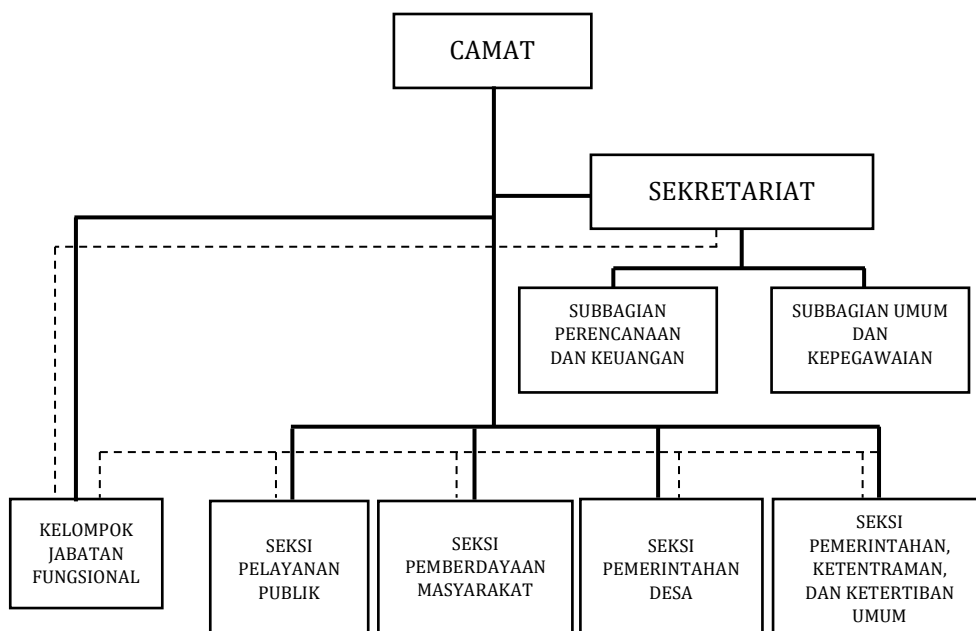 CAMAT
SEKRETARIAT
SUBBAGIAN
PERENCANAAN
DAN KEUANGAN
SUBBAGIAN UMUM
DAN
KEPEGAWAIAN
KELOMPOK
JABATAN
FUNGSIONAL
SEKSI
PELAYANAN
PUBLIK
SEKSI
PEMBERDAYAAN
MASYARAKAT
SEKSI
PEMERINTAHAN
DESA
SEKSI
PEMERINTAHAN,
KETENTRAMAN,
DAN KETERTIBAN
UMUM